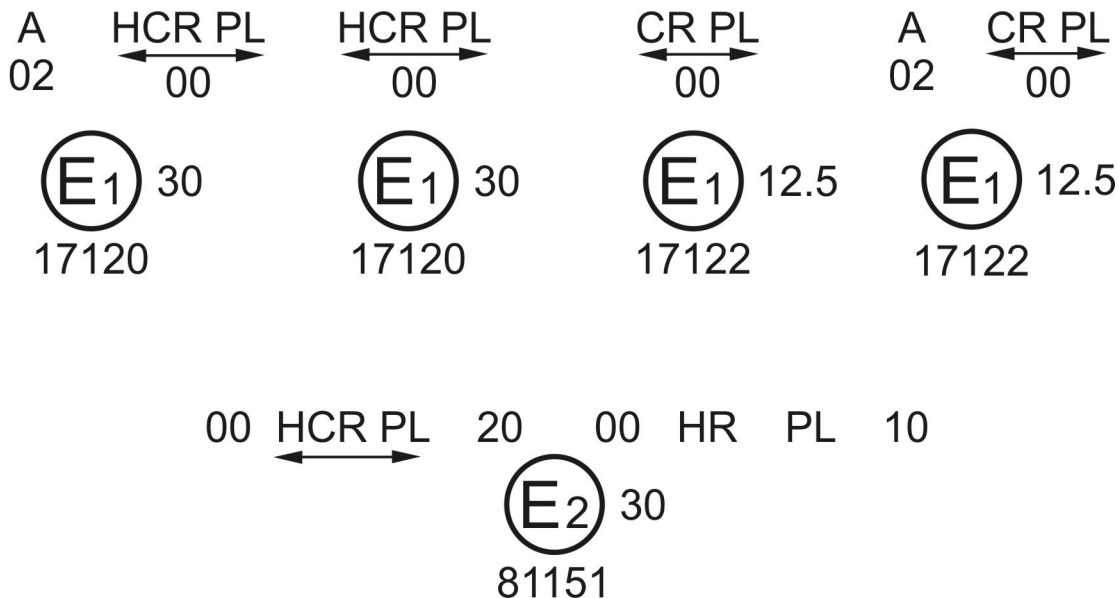 A HCR PL
02 00
E1 30
17120
HCR PL
00
E1 30
17120
CR PL
00
E1 12.5
17122
A CR PL
02 00
E1 12.5
17122
00 HCR PL 20 00 HR PL 10
E2 30
81151